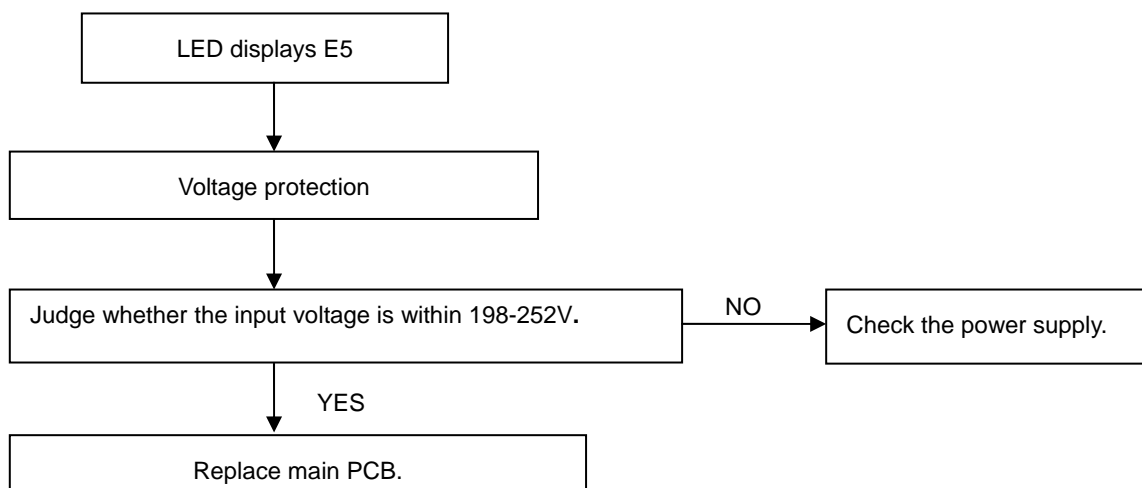 LED displays E5
Voltage protection
Judge whether the input voltage is within 198-252V.
NO
Check the power supply.
YES
Replace main PCB.